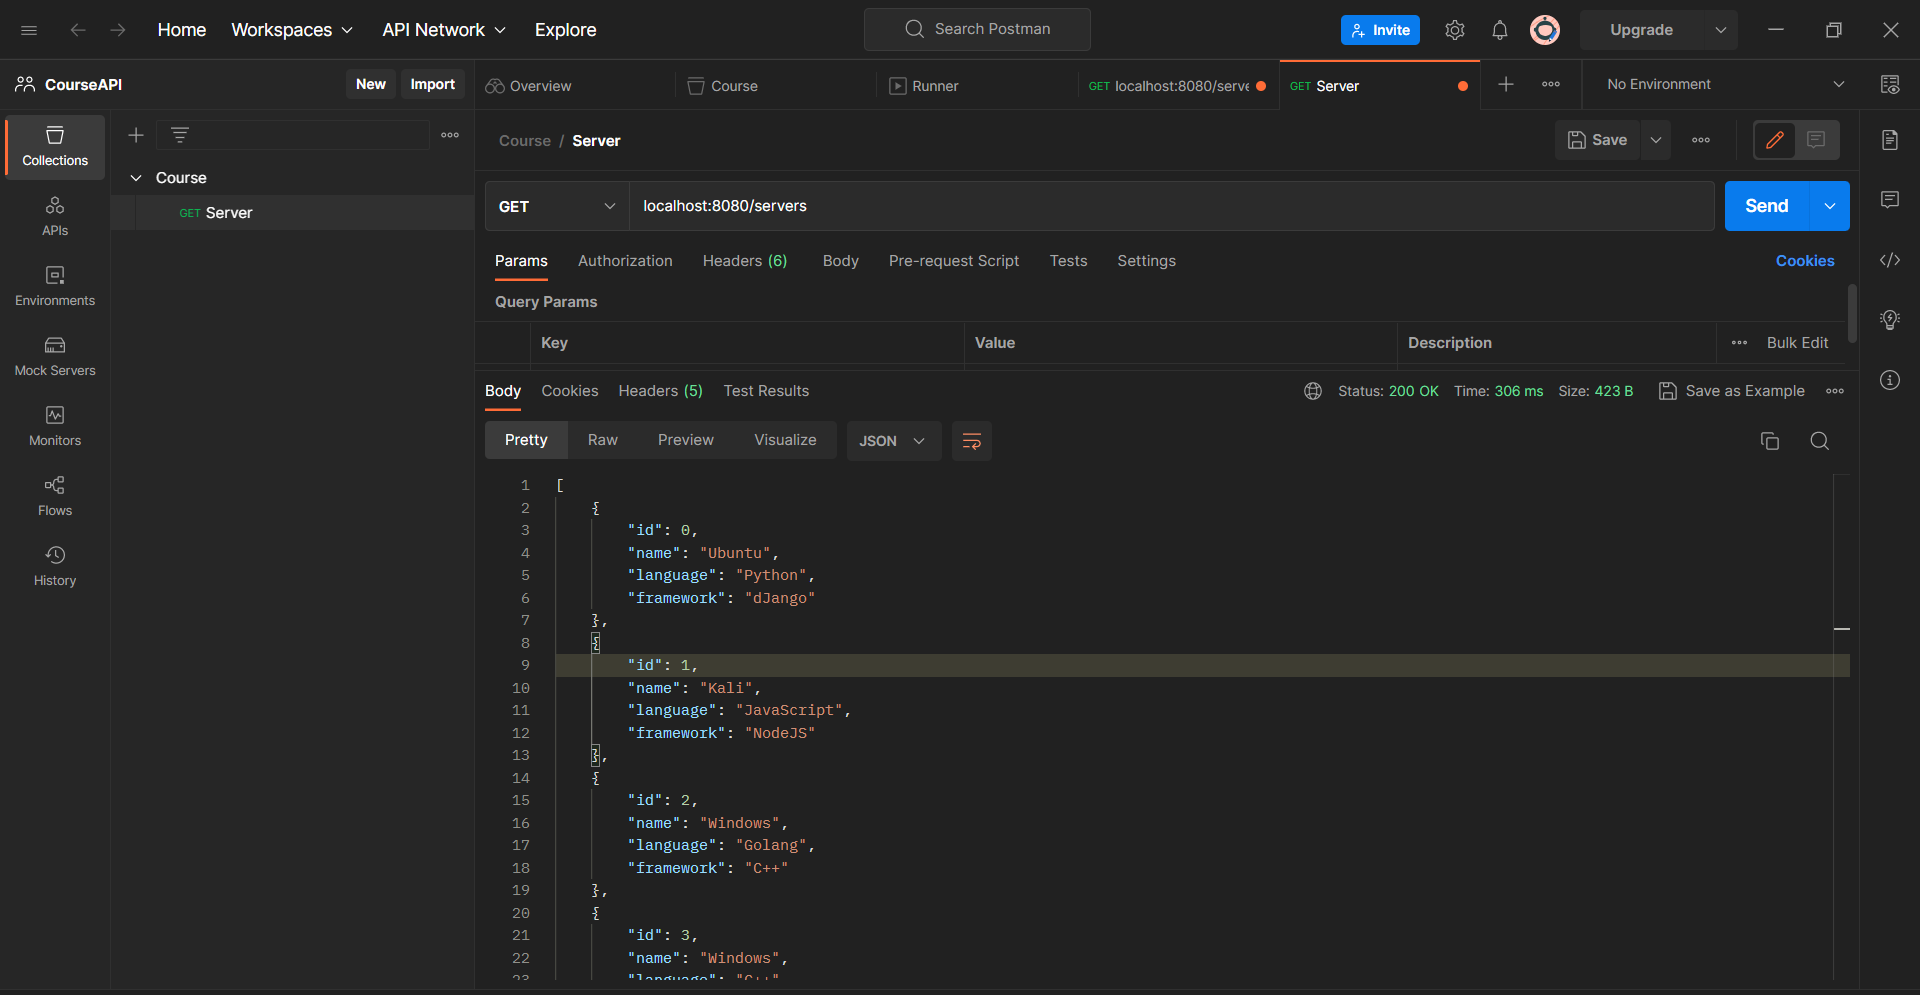 Home Workspaces API Network Explore Search Postman Invite Upgrade
CourseAPI New Import Overview Course Runner GET localhost:8080/serve GET Server No Environment
Collections
APIs
Environments
Mock Servers
Monitors
Flows
History
Course
GET Server
Course / Server Save
GET localhost:8080/servers Send
Params Authorization Headers (6) Body Pre-request Script Tests Settings Cookies
Query Params
Key Value Description Bulk Edit
Body Cookies Headers (5) Test Results Status: 200 OK Time: 306 ms Size: 423 B Save as Example
Pretty Raw Preview Visualize JSON
1 [
2 {
3 "id": 0,
4 "name": "Ubuntu",
5 "language": "Python",
6 "framework": "dJango"
7 },
8 {
9 "id": 1,
10 "name": "Kali",
11 "language": "JavaScript",
12 "framework": "NodeJS"
13 },
14 {
15 "id": 2,
16 "name": "Windows",
17 "language": "Golang",
18 "framework": "C++"
19 },
20 {
21 "id": 3,
22 "name": "Windows",
23 "language": "C++"